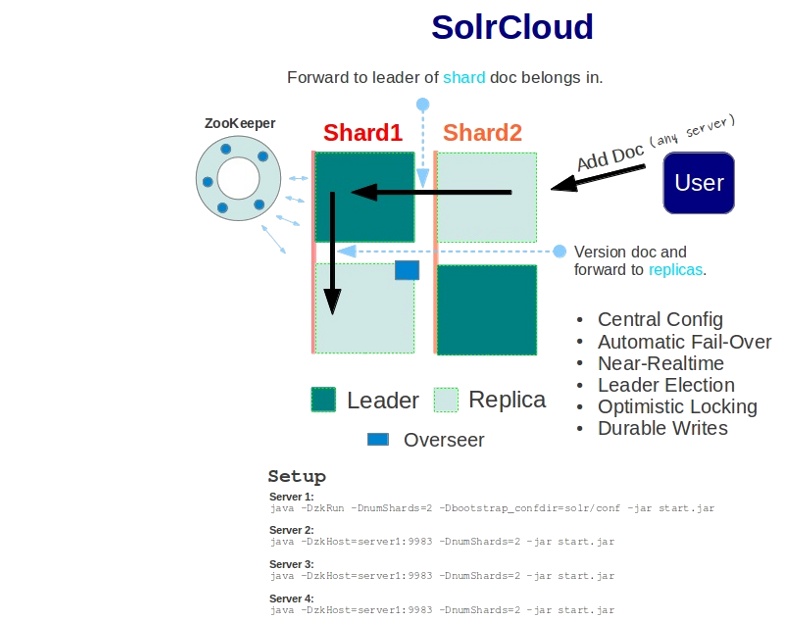 SolrCloud
Forward to leader of shard doc belongs in.
ZooKeeper
Shard1
Shard2
Add Doc (any server)
User
Version doc and
forward to replicas.
• Central Config
• Automatic Fail-Over
• Near-Realtime
• Leader Election
• Optimistic Locking
• Durable Writes
Leader
Replica
Overseer
Setup
Server 1:
java -DzkRun -DnumShards=2 -Dbootstrap_confdir=solr/conf -jar start.jar
Server 2:
java -DzkHost=server1:9983 -DnumShards=2 -jar start.jar
Server 3:
java -DzkHost=server1:9983 -DnumShards=2 -jar start.jar
Server 4:
java -DzkHost=server1:9983 -DnumShards=2 -jar start.jar